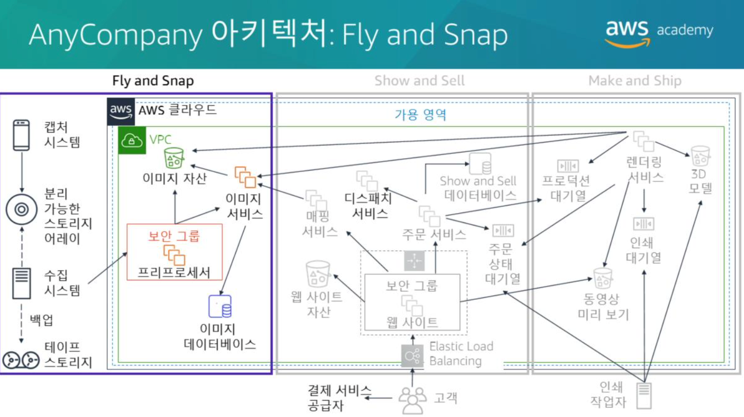 AnyCompany 아키텍처: Fly and Snap
aws academy
Fly and Snap
Show and Sell
Make and Ship
캡처
시스템
분리
가능한
스토리지
어레이
수집
시스템
백업
테이프
스토리지
aws
AWS 클라우드
가용 영역
VPC
이미지 자산
이미지
서비스
보안 그룹
프리프로세서
이미지
데이터베이스
매핑
서비스
디스패치
서비스
Show and Sell
데이터베이스
주문 서비스
주문
상태
대기열
웹 사이트
자산
보안 그룹
웹 사이트
Elastic Load
Balancing
결제 서비스
공급자
고객
프로덕션
대기열
렌더링
서비스
3D
모델
인쇄
대기열
동영상
미리 보기
인쇄
작업자